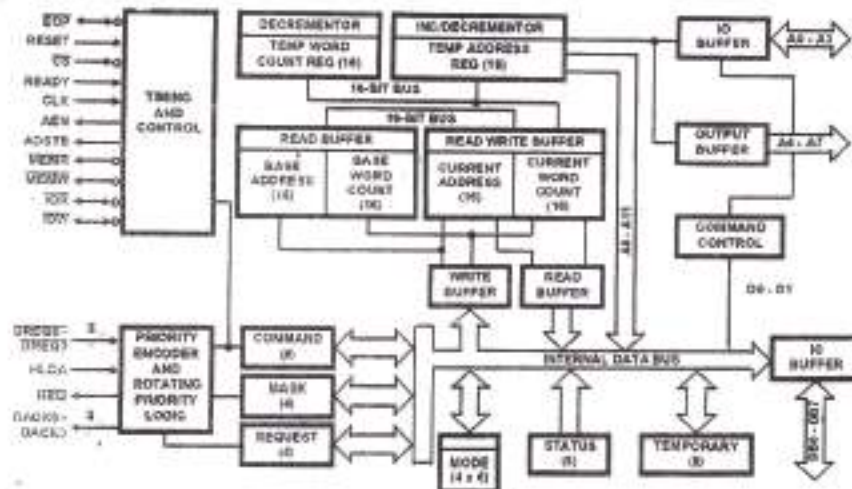 EOP
RESET
CS
READY
CLK
AEN
ADSTB
MEMR
MEMW
IOR
IOW
TIMING
AND
CONTROL
DECREMENTOR
TEMP WORD
COUNT REG (16)
INC/DECREMENTOR
TEMP ADDRESS
REG (16)
16-BIT BUS
16-BIT BUS
READ BUFFER
BASE
ADDRESS
(16)
BASE
WORD
COUNT
(16)
READ WRITE BUFFER
CURRENT
ADDRESS
(16)
CURRENT
WORD
COUNT
(16)
IO
BUFFER
A0 - A3
OUTPUT
BUFFER
A4 - A7
COMMAND
CONTROL
A8 - A15
D0 - D1
WRITE
BUFFER
READ
BUFFER
DREQ0 -
DREQ3
HLDA
HRQ
DACK0 -
DACK3
PRIORITY
ENCODER
AND
ROTATING
PRIORITY
LOGIC
COMMAND
(8)
MASK
(4)
REQUEST
(4)
INTERNAL DATA BUS
IO
BUFFER
DB0 - DB7
MODE
(4 x 6)
STATUS
(8)
TEMPORARY
(8)